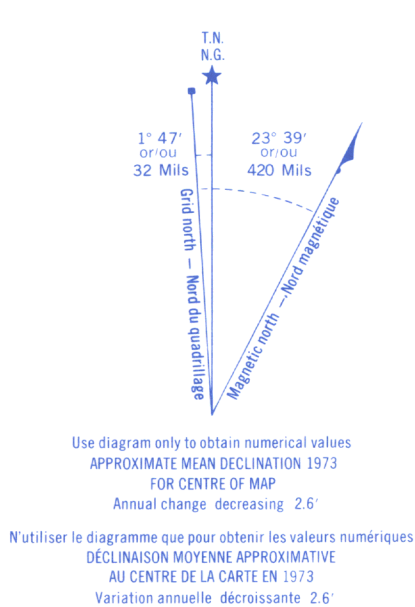 T.N.
N.G.
1° 47′
or/ou
32 Mils
23° 39′
or/ou
420 Mils
Grid north — Nord du quadrillage
Magnetic north — Nord magnétique
Use diagram only to obtain numerical values
APPROXIMATE MEAN DECLINATION 1973
FOR CENTRE OF MAP
Annual change decreasing 2.6′
N'utiliser le diagramme que pour obtenir les valeurs numériques
DÉCLINAISON MOYENNE APPROXIMATIVE
AU CENTRE DE LA CARTE EN 1973
Variation annuelle décroissante 2.6′